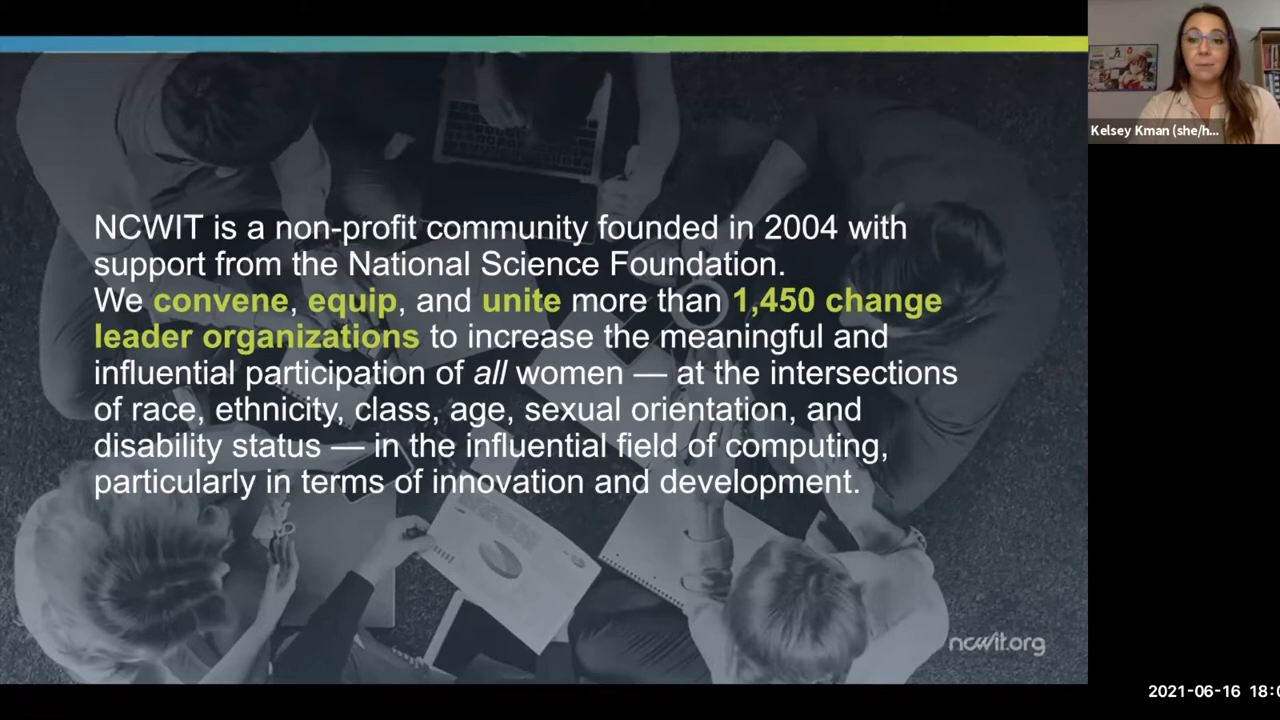 NCWIT is a non-profit community founded in 2004 with
support from the National Science Foundation.
We convene, equip, and unite more than 1,450 change
leader organizations to increase the meaningful and
influential participation of all women — at the intersections
of race, ethnicity, class, age, sexual orientation, and
disability status — in the influential field of computing,
particularly in terms of innovation and development.
ncwit.org
Kelsey Kman (she/h...
2021-06-16 18:0